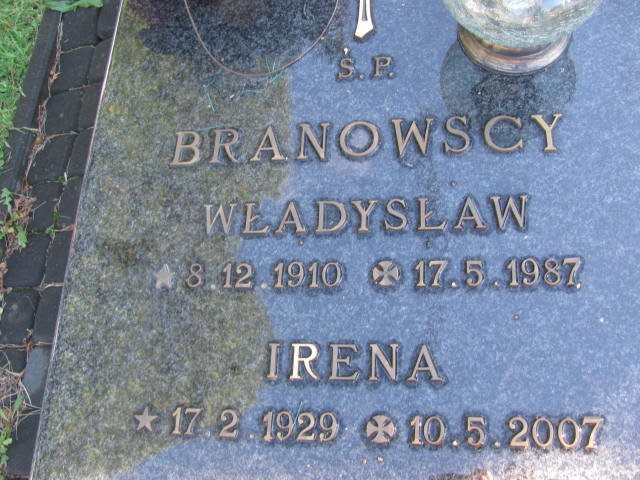 Ś.P.
BRANOWSCY
WŁADYSŁAW
8.12.1910 17.5.1987
IRENA
17.2.1929 10.5.2007